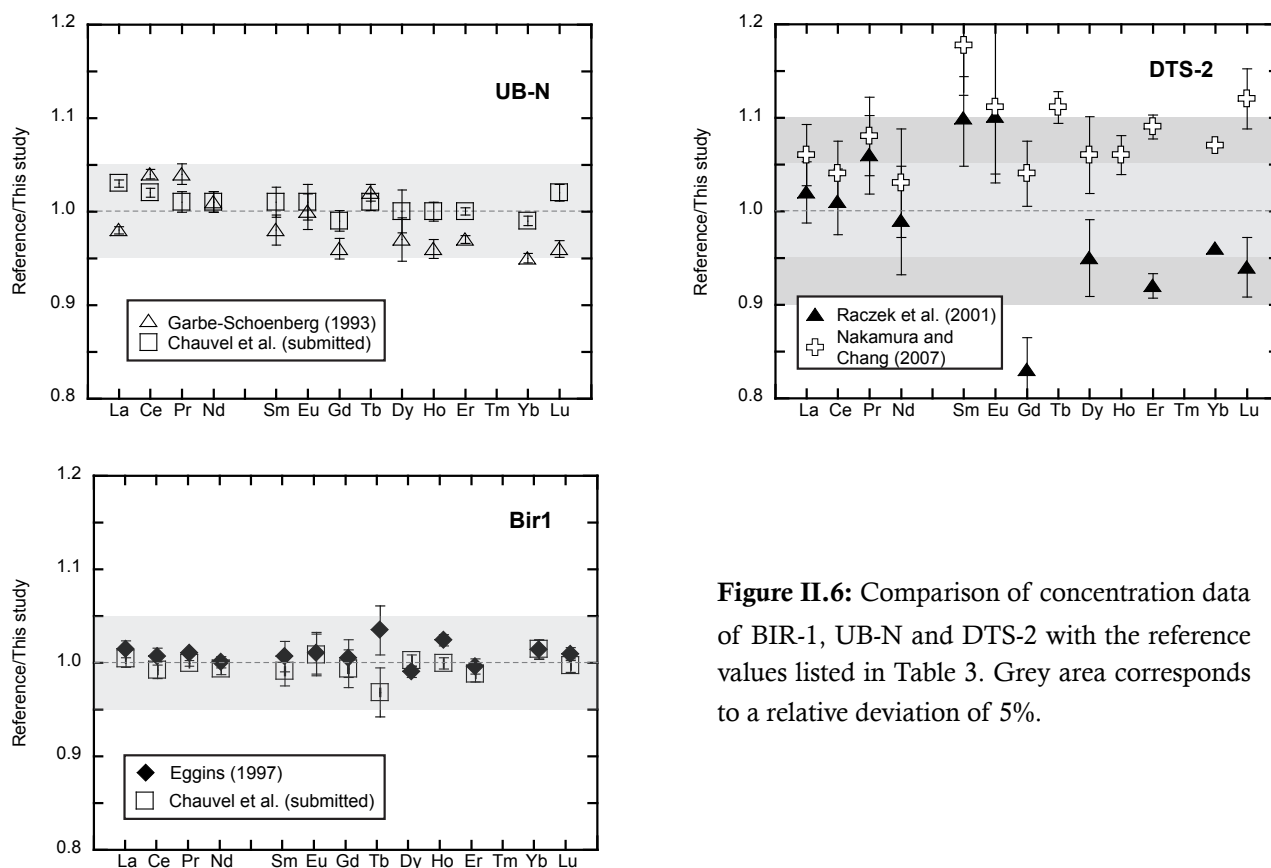 1.2
UB-N
1.1
Reference/This study
1.0
0.9
Garbe-Schoenberg (1993)
Chauvel et al. (submitted)
0.8
La Ce Pr Nd Sm Eu Gd Tb Dy Ho Er Tm Yb Lu
1.2
DTS-2
1.1
Reference/This study
1.0
0.9
Raczek et al. (2001)
Nakamura and
Chang (2007)
0.8
La Ce Pr Nd Sm Eu Gd Tb Dy Ho Er Tm Yb Lu
1.2
Bir1
1.1
Reference/This study
1.0
0.9
Eggins (1997)
Chauvel et al. (submitted)
0.8
La Ce Pr Nd Sm Eu Gd Tb Dy Ho Er Tm Yb Lu
Figure II.6: Comparison of concentration data
of BIR-1, UB-N and DTS-2 with the reference
values listed in Table 3. Grey area corresponds
to a relative deviation of 5%.